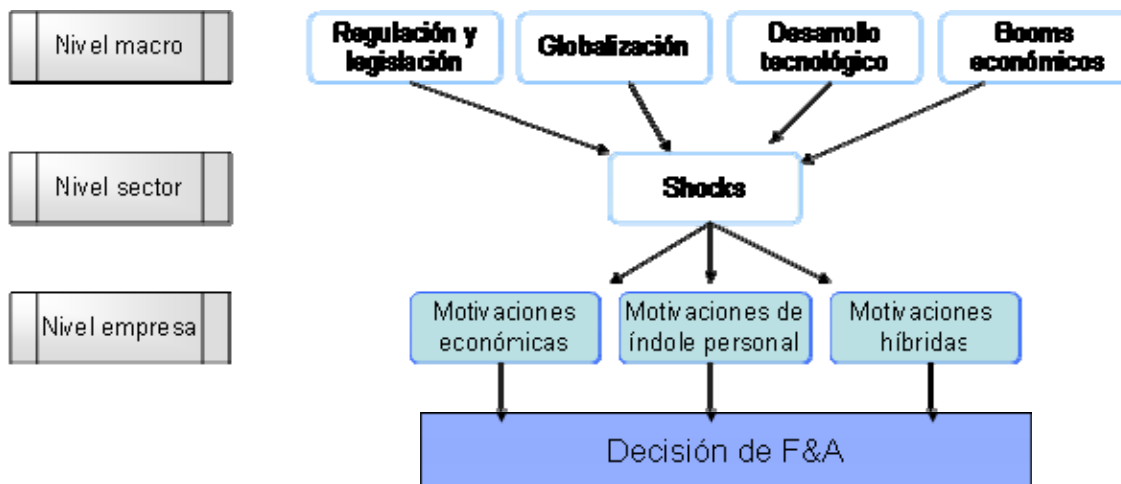 Nivel macro
Regulación y
legislación
Globalización
Desarrollo
tecnológico
Booms
económicos
Nivel sector
Shocks
Nivel empresa
Motivaciones
económicas
Motivaciones de
índole personal
Motivaciones
híbridas
Decisión de F&A